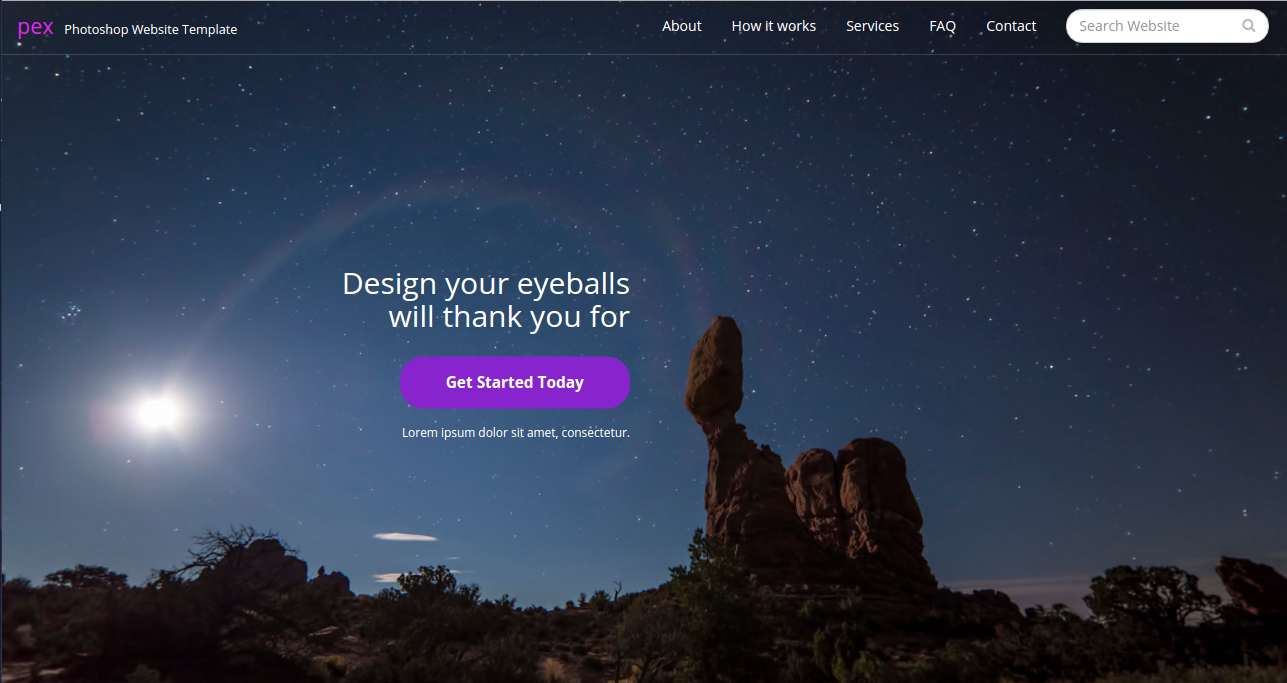 pex Photoshop Website Template
About How it works Services FAQ Contact Search Website
Design your eyeballs
will thank you for
Get Started Today
Lorem ipsum dolor sit amet, consectetur.